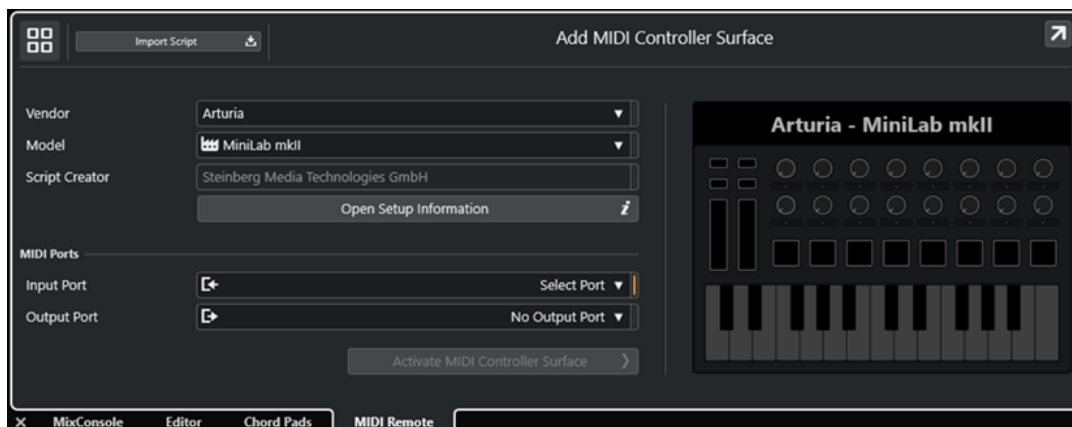 Import Script
Add MIDI Controller Surface
Vendor
Arturia
Model
MiniLab mkII
Script Creator
Steinberg Media Technologies GmbH
Open Setup Information i
MIDI Ports
Input Port
Select Port
Output Port
No Output Port
Activate MIDI Controller Surface
Arturia - MiniLab mkII
MixConsole Editor Chord Pads MIDI Remote